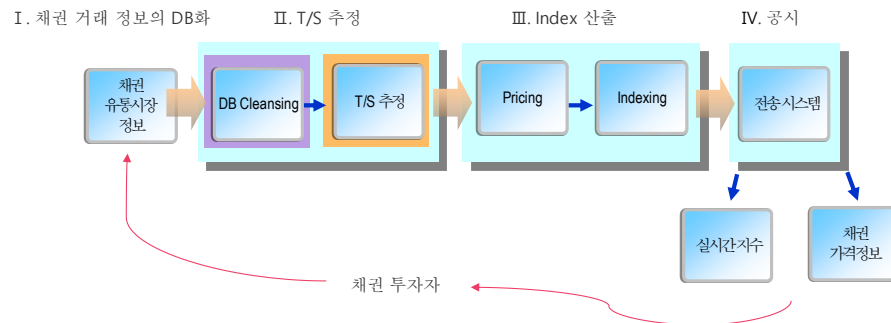 Ⅰ. 채권 거래 정보의 DB화
Ⅱ. T/S 추정
Ⅲ. Index 산출
Ⅳ. 공시
채권
유통시장
정보
DB Cleansing
T/S 추정
Pricing
Indexing
전송시스템
실시간지수
채권
가격정보
채권 투자자